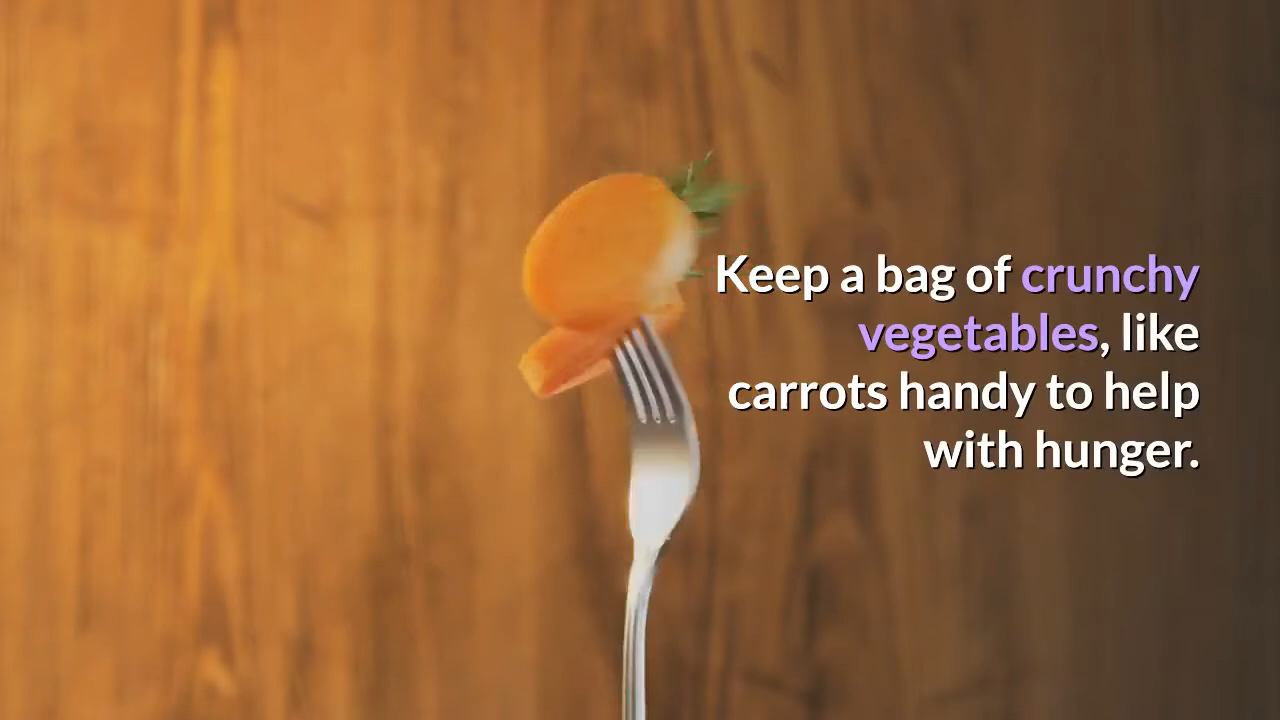 Keep a bag of crunchy
vegetables, like
carrots handy to help
with hunger.